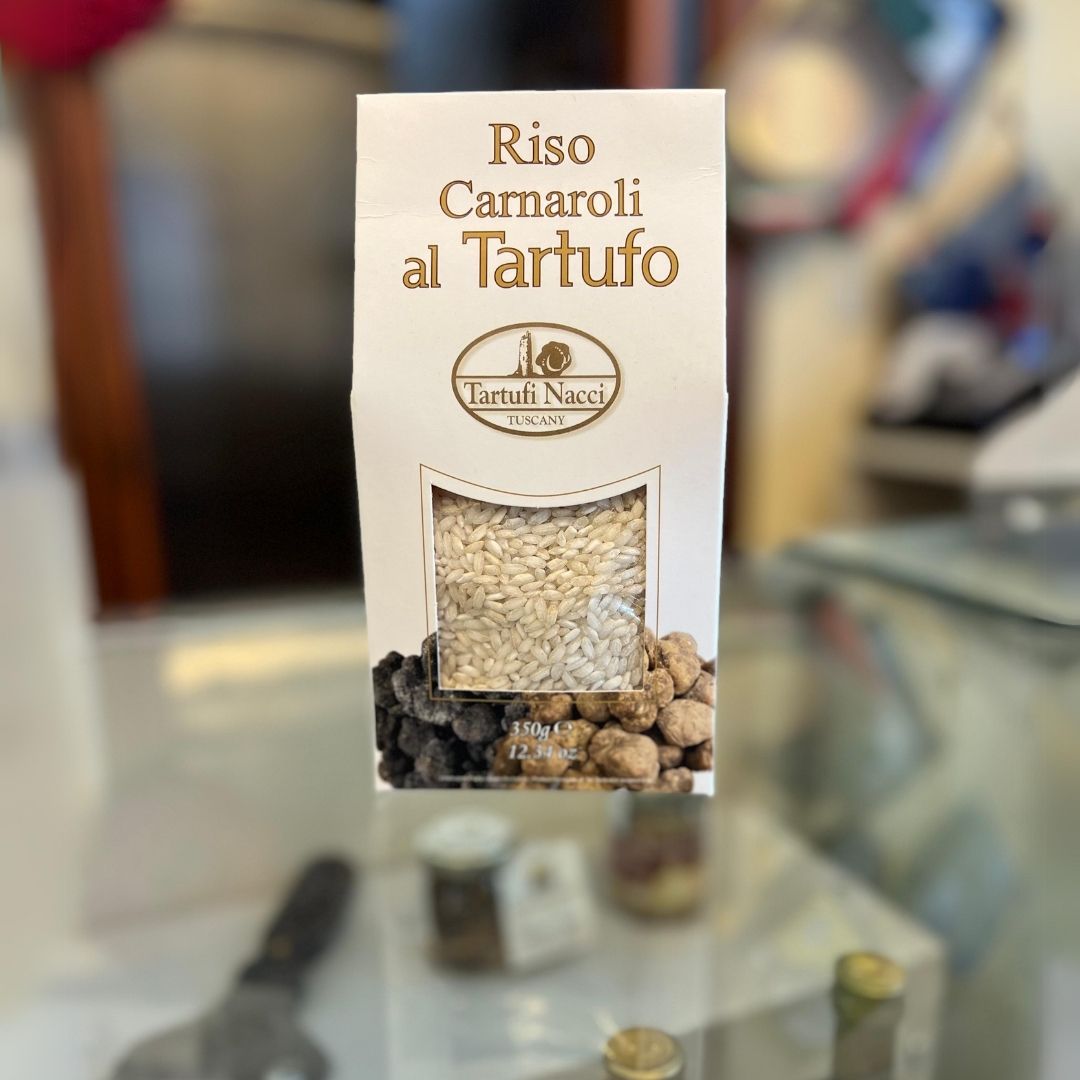 Riso
Carnaroli
al Tartufo
Tartufi Nacci
TUSCANY
350g ℮
12.34 oz